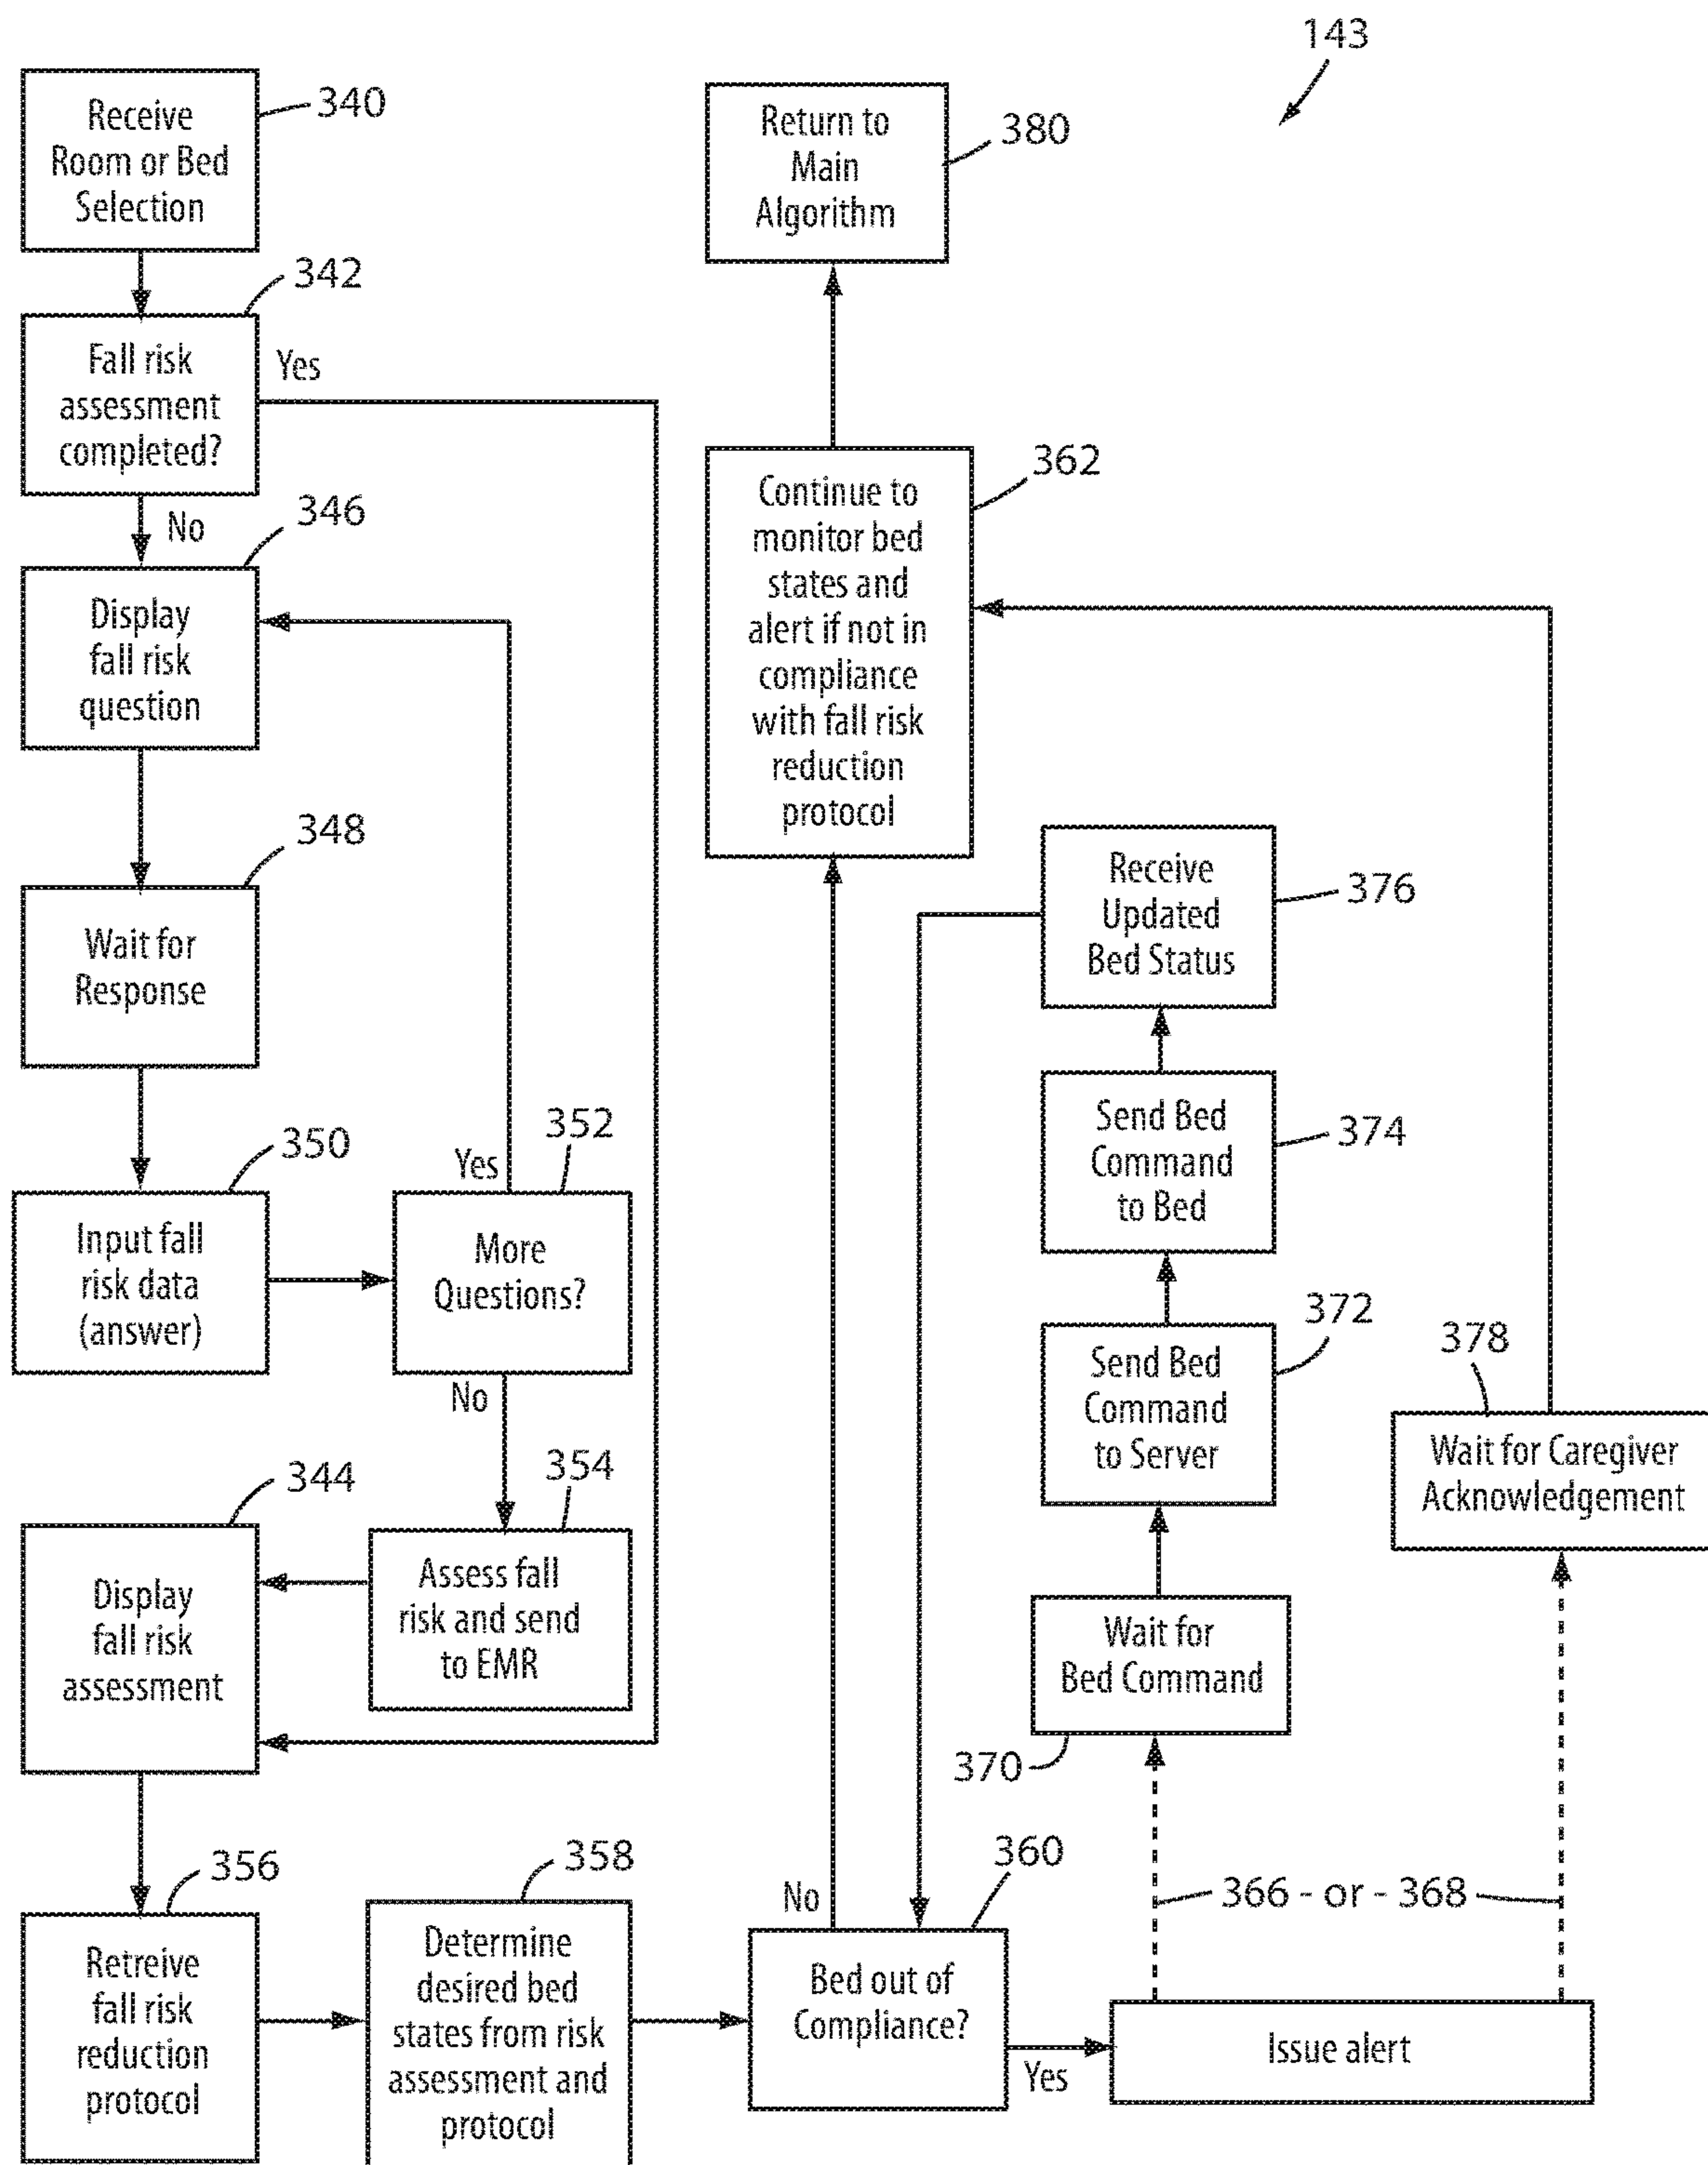 143
Receive
Room or Bed
Selection
340
Return to
Main
Algorithm
380
342
Fall risk
assessment
completed?
Yes
No
346
Display
fall risk
question
348
Wait for
Response
350
Input fall
risk data
(answer)
352
Yes
More
Questions?
No
354
Assess fall
risk and send
to EMR
344
Display
fall risk
assessment
356
Retreive
fall risk
reduction
protocol
358
Determine
desired bed
states from risk
assessment and
protocol
360
No
Bed out of
Compliance?
Yes
Issue alert
366 - or - 368
370
Wait for
Bed Command
372
Send Bed
Command
to Server
374
Send Bed
Command
to Bed
376
Receive
Updated
Bed Status
378
Wait for Caregiver
Acknowledgement
362
Continue to
monitor bed
states and
alert if not in
compliance
with fall risk
reduction
protocol